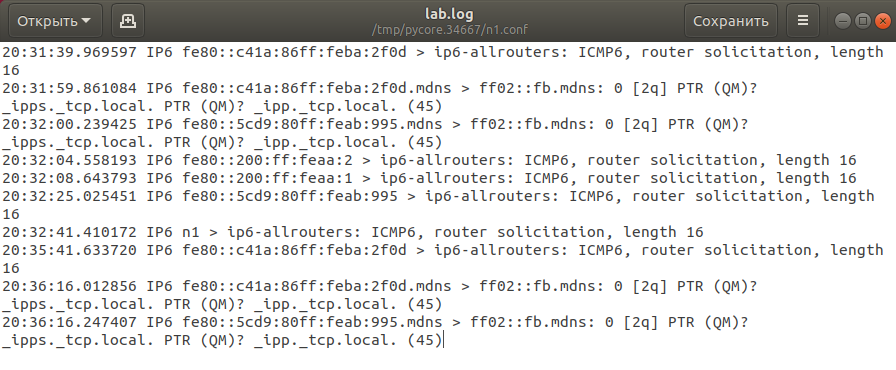 Открыть
lab.log
/tmp/pycore.34667/n1.conf
Сохранить
20:31:39.969597 IP6 fe80::c41a:86ff:feba:2f0d > ip6-allrouters: ICMP6, router solicitation, length
16
20:31:59.861084 IP6 fe80::c41a:86ff:feba:2f0d.mdns > ff02::fb.mdns: 0 [2q] PTR (QM)?
_ipps._tcp.local. PTR (QM)? _ipp._tcp.local. (45)
20:32:00.239425 IP6 fe80::5cd9:80ff:feab:995.mdns > ff02::fb.mdns: 0 [2q] PTR (QM)?
_ipps._tcp.local. PTR (QM)? _ipp._tcp.local. (45)
20:32:04.558193 IP6 fe80::200:ff:feaa:2 > ip6-allrouters: ICMP6, router solicitation, length 16
20:32:08.643793 IP6 fe80::200:ff:feaa:1 > ip6-allrouters: ICMP6, router solicitation, length 16
20:32:25.025451 IP6 fe80::5cd9:80ff:feab:995 > ip6-allrouters: ICMP6, router solicitation, length
16
20:32:41.410172 IP6 n1 > ip6-allrouters: ICMP6, router solicitation, length 16
20:35:41.633720 IP6 fe80::c41a:86ff:feba:2f0d > ip6-allrouters: ICMP6, router solicitation, length
16
20:36:16.012856 IP6 fe80::c41a:86ff:feba:2f0d.mdns > ff02::fb.mdns: 0 [2q] PTR (QM)?
_ipps._tcp.local. PTR (QM)? _ipp._tcp.local. (45)
20:36:16.247407 IP6 fe80::5cd9:80ff:feab:995.mdns > ff02::fb.mdns: 0 [2q] PTR (QM)?
_ipps._tcp.local. PTR (QM)? _ipp._tcp.local. (45)